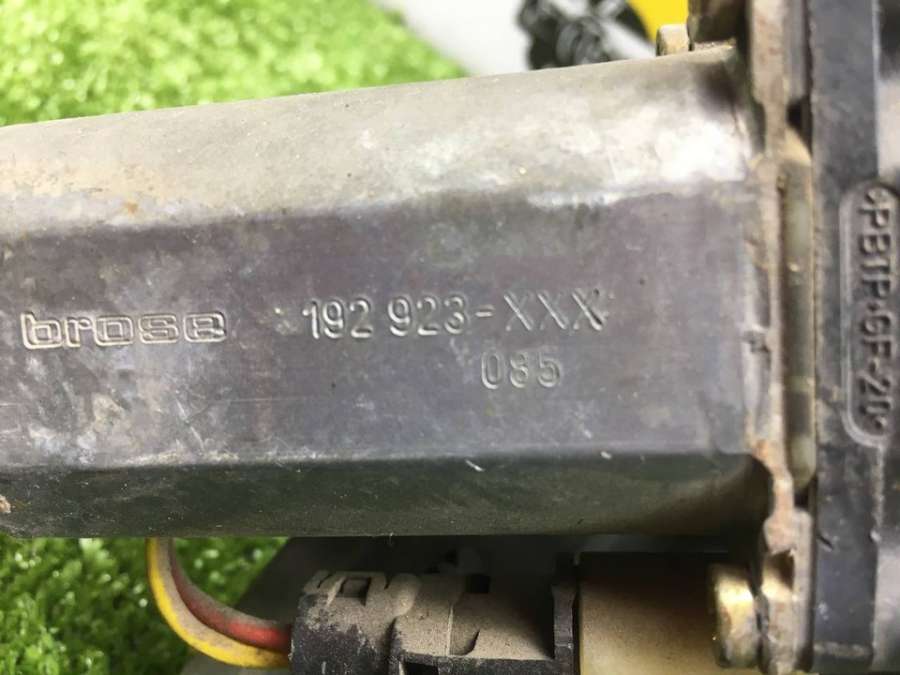 brose 192 923-XXX
085
>PBTP-GF-20<